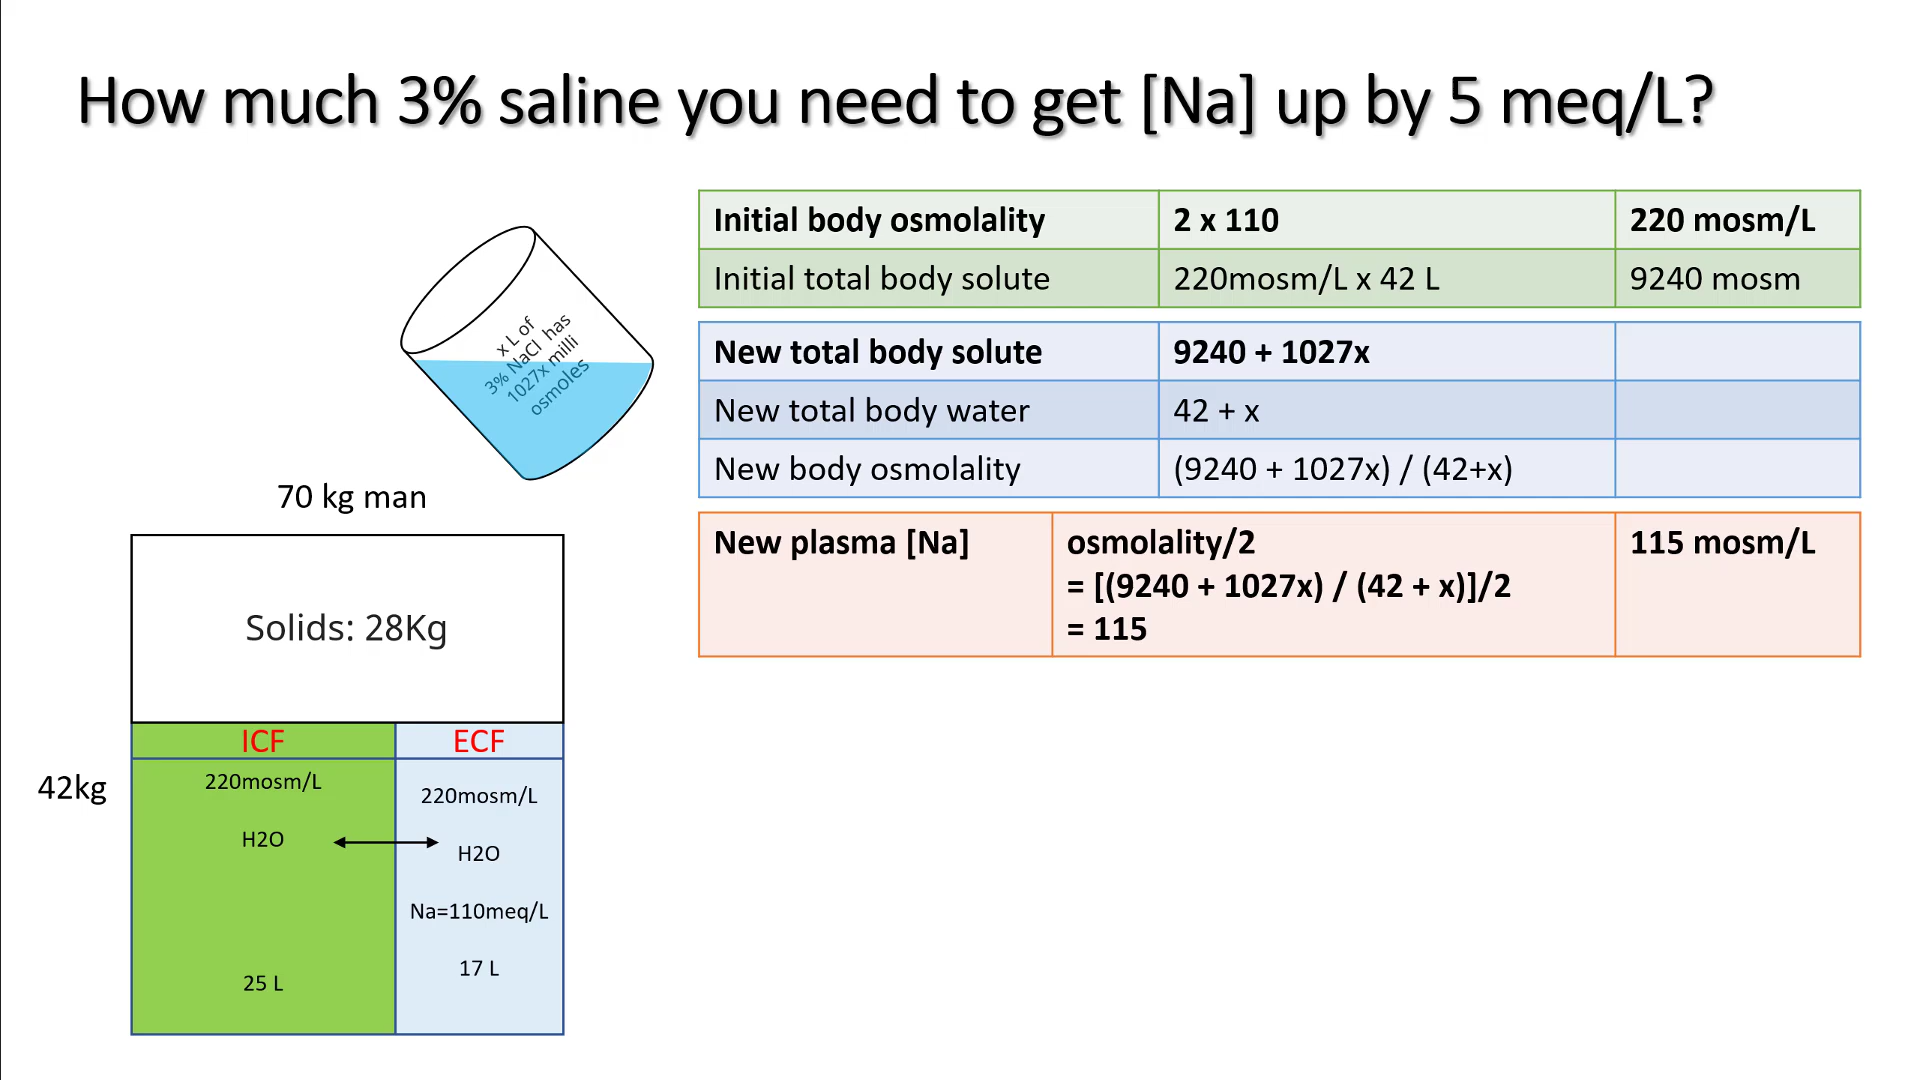 How much 3% saline you need to get [Na] up by 5 meq/L?
x L of
3% NaCl has
1027x milli
osmoles
70 kg man
Solids: 28Kg
ICF
ECF
42kg
220mosm/L
H2O
25 L
220mosm/L
H2O
Na=110meq/L
17 L
Initial body osmolality 2 x 110 220 mosm/L
Initial total body solute 220mosm/L x 42 L 9240 mosm
New total body solute 9240 + 1027x
New total body water 42 + x
New body osmolality (9240 + 1027x) / (42+x)
New plasma [Na] osmolality/2 115 mosm/L
= [(9240 + 1027x) / (42 + x)]/2
= 115